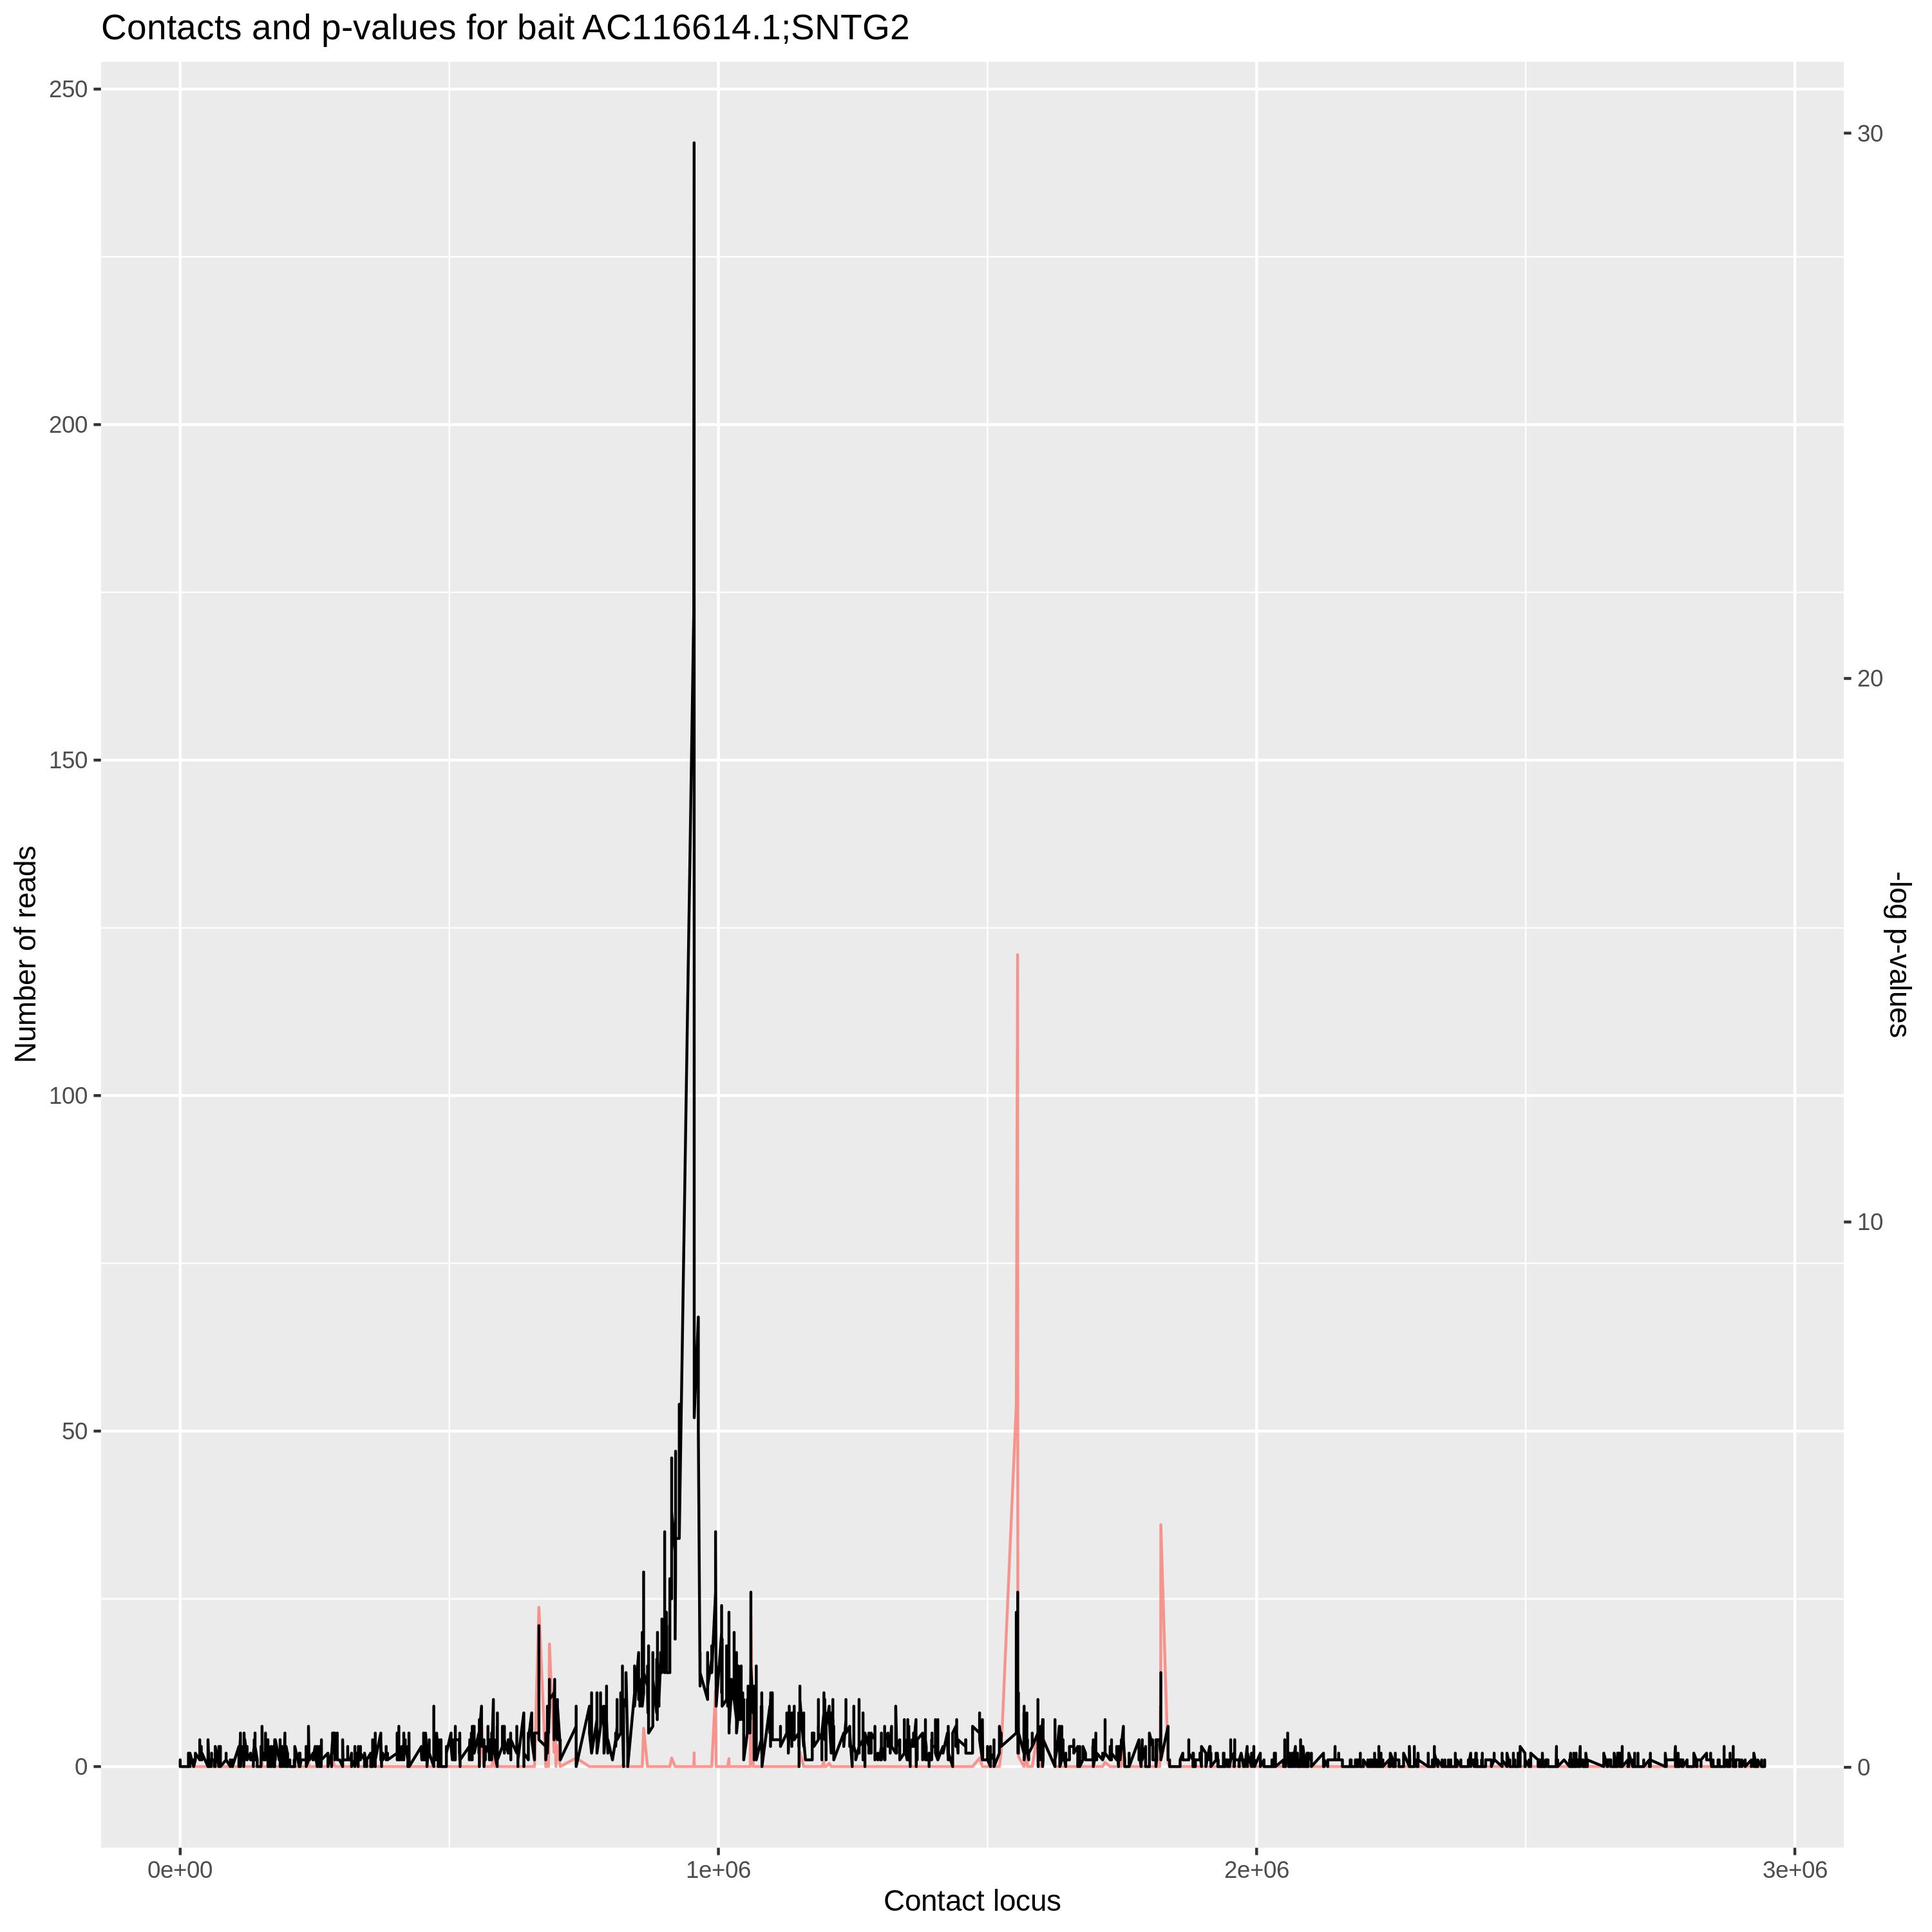 Contacts and p-values for bait AC116614.1;SNTG2
250
200
150
100
50
0
Number of reads
30
20
10
0
-log p-values
0e+00
1e+06
2e+06
3e+06
Contact locus